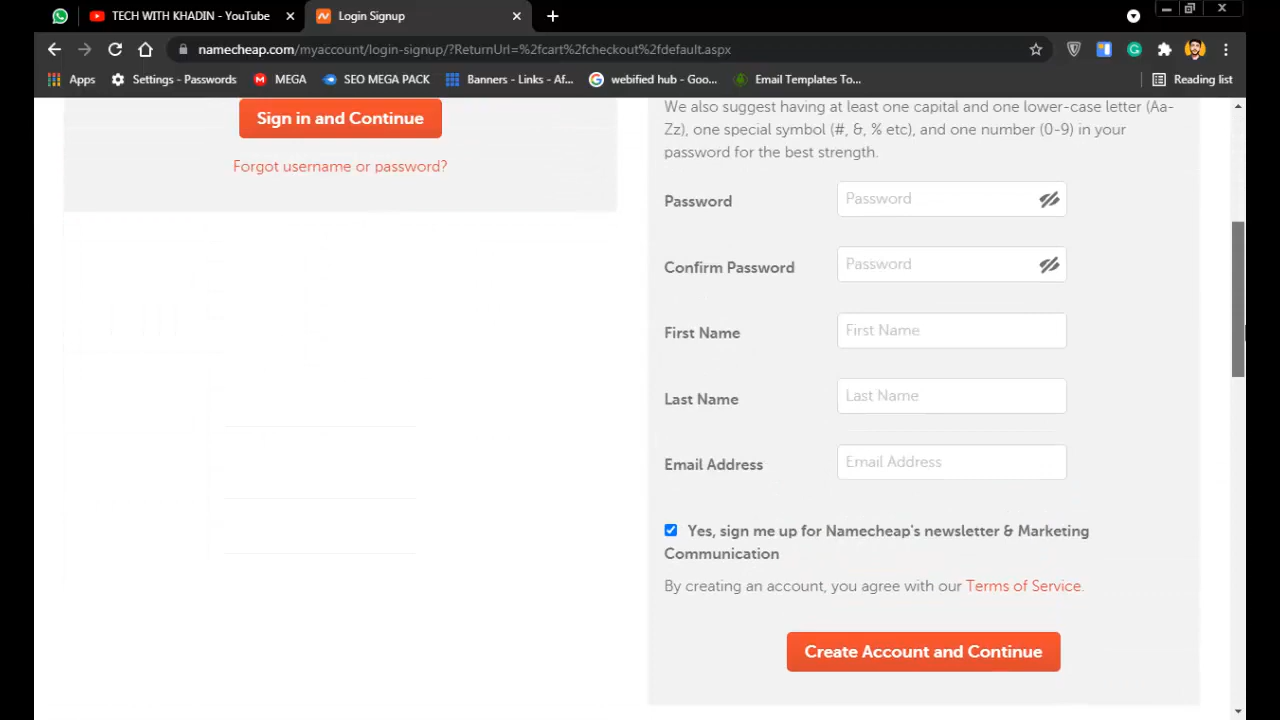 TECH WITH KHADIN - YouTube
Login Signup
namecheap.com/myaccount/login-signup/?ReturnUrl=%2fcart%2fcheckout%2fdefault.aspx
Apps
Settings - Passwords
MEGA
SEO MEGA PACK
Banners - Links - Af...
webified hub - Goo...
Email Templates To...
Reading list
Sign in and Continue
Forgot username or password?
We also suggest having at least one capital and one lower-case letter (Aa-
Zz), one special symbol (#, &, % etc), and one number (0-9) in your
password for the best strength.
Password
Password
Confirm Password
Password
First Name
First Name
Last Name
Last Name
Email Address
Email Address
Yes, sign me up for Namecheap's newsletter & Marketing
Communication
By creating an account, you agree with our Terms of Service.
Create Account and Continue